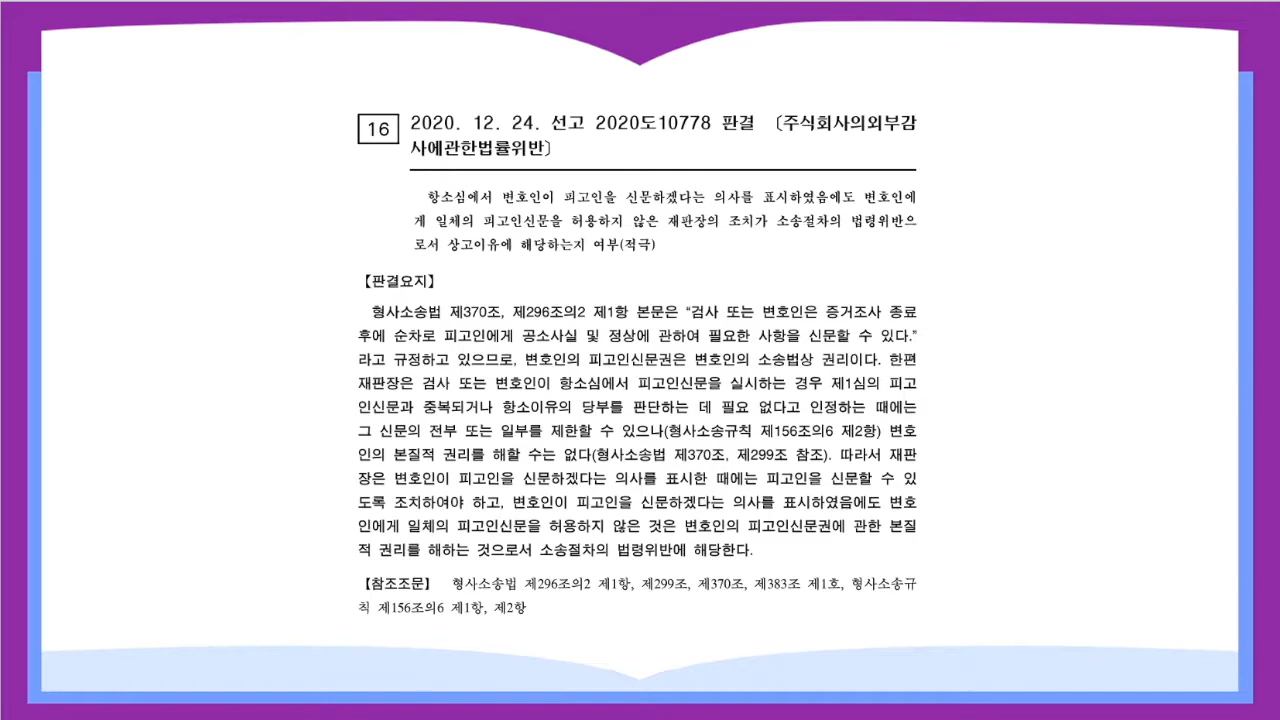 16
2020. 12. 24. 선고 2020도10778 판결 〔주식회사의외부감
사에관한법률위반〕
항소심에서 변호인이 피고인을 신문하겠다는 의사를 표시하였음에도 변호인에
게 일체의 피고인신문을 허용하지 않은 재판장의 조치가 소송절차의 법령위반으
로서 상고이유에 해당하는지 여부(적극)
【판결요지】
형사소송법 제370조, 제296조의2 제1항 본문은 “검사 또는 변호인은 증거조사 종료
후에 순차로 피고인에게 공소사실 및 정상에 관하여 필요한 사항을 신문할 수 있다.”
라고 규정하고 있으므로, 변호인의 피고인신문권은 변호인의 소송법상 권리이다. 한편
재판장은 검사 또는 변호인이 항소심에서 피고인신문을 실시하는 경우 제1심의 피고
인신문과 중복되거나 항소이유의 당부를 판단하는 데 필요 없다고 인정하는 때에는
그 신문의 전부 또는 일부를 제한할 수 있으나(형사소송규칙 제156조의6 제2항) 변호
인의 본질적 권리를 해할 수는 없다(형사소송법 제370조, 제299조 참조). 따라서 재판
장은 변호인이 피고인을 신문하겠다는 의사를 표시한 때에는 피고인을 신문할 수 있
도록 조치하여야 하고, 변호인이 피고인을 신문하겠다는 의사를 표시하였음에도 변호
인에게 일체의 피고인신문을 허용하지 않은 것은 변호인의 피고인신문권에 관한 본질
적 권리를 해하는 것으로서 소송절차의 법령위반에 해당한다.
【참조조문】 형사소송법 제296조의2 제1항, 제299조, 제370조, 제383조 제1호, 형사소송규
칙 제156조의6 제1항, 제2항